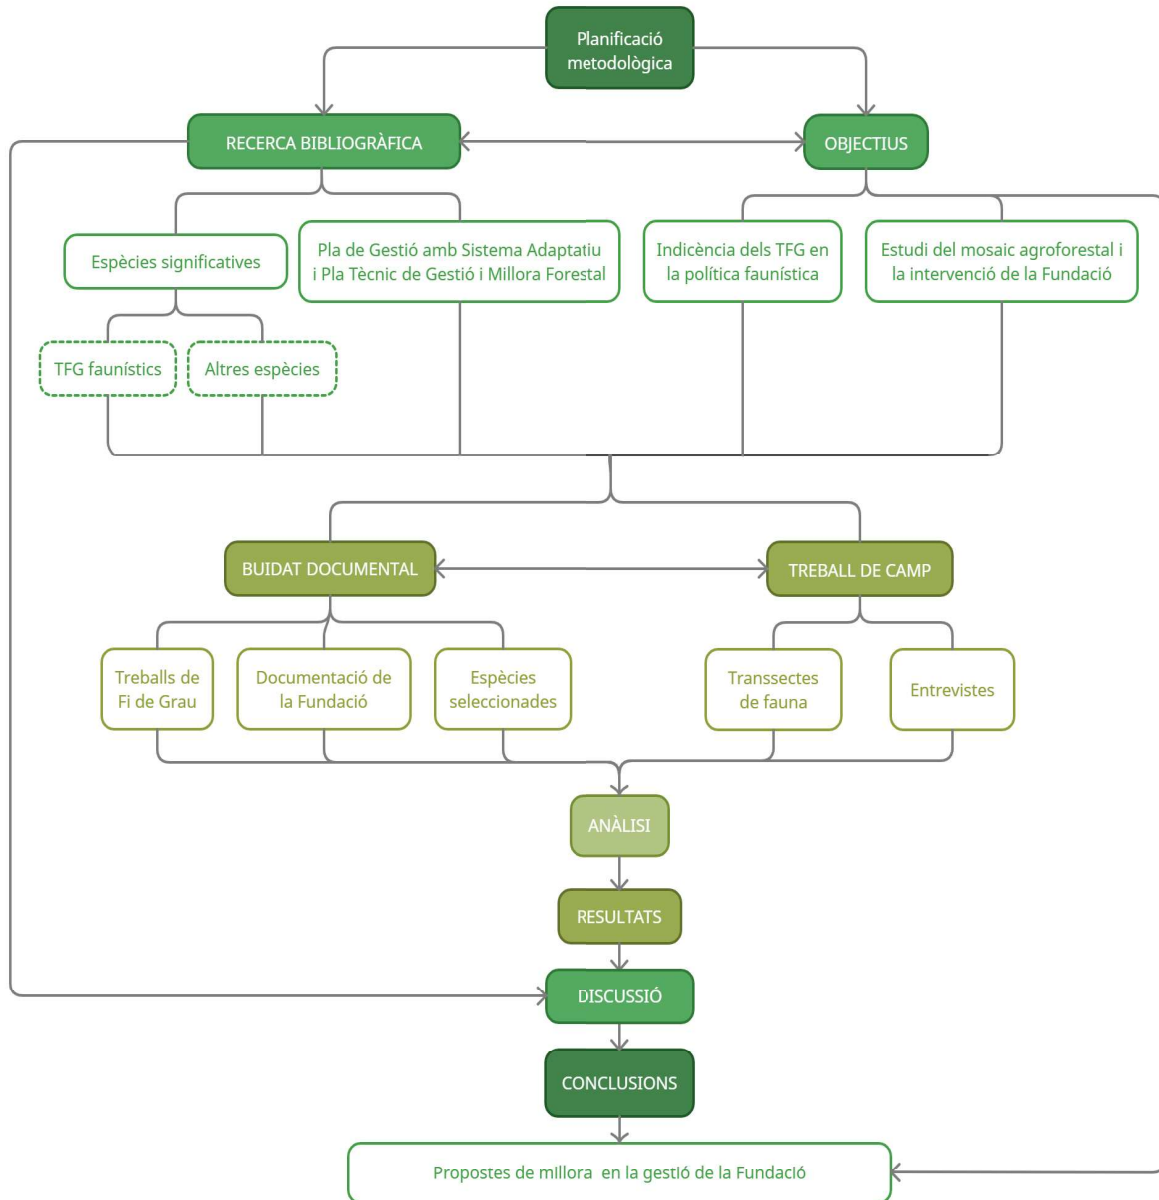 Planificació
metodològica
RECERCA BIBLIOGRÀFICA
OBJECTIUS
Espècies significatives
Pla de Gestió amb Sistema Adaptatiu
i Pla Tècnic de Gestió i Millora Forestal
Indicència dels TFG en
la política faunística
Estudi del mosaic agroforestal i
la intervenció de la Fundació
TFG faunístics
Altres espècies
BUIDAT DOCUMENTAL
TREBALL DE CAMP
Treballs de
Fi de Grau
Documentació de
la Fundació
Espècies
seleccionades
Transsectes
de fauna
Entrevistes
ANÀLISI
RESULTATS
DISCUSSIÓ
CONCLUSIONS
Propostes de millora en la gestió de la Fundació